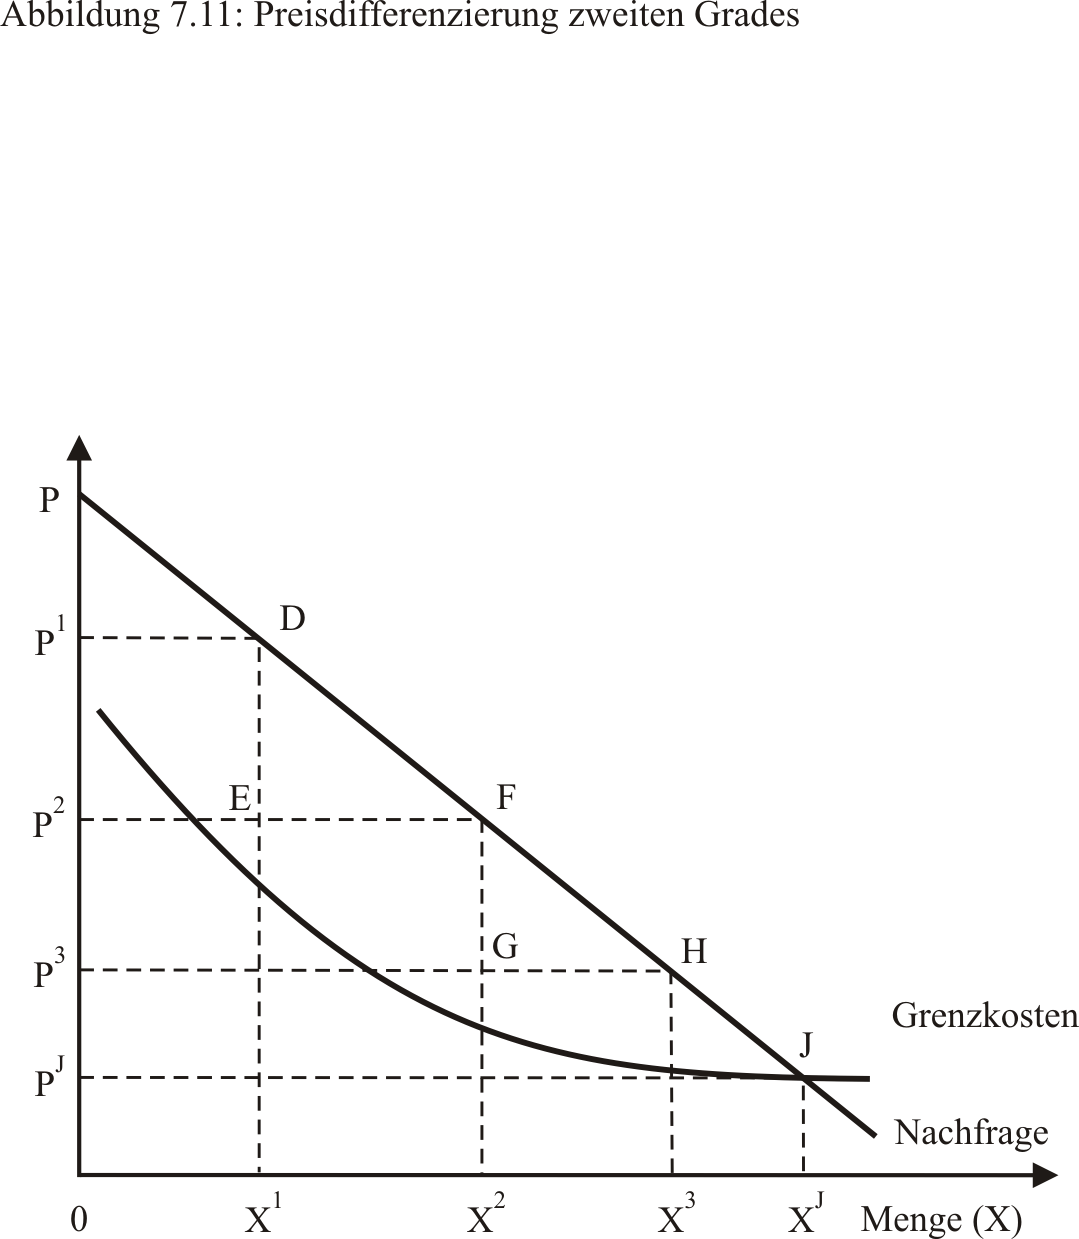 Abbildung 7.11: Preisdifferenzierung zweiten Grades
P
P¹ D
E F
P²
G H
P³
Grenzkosten
J
Pᴶ
Nachfrage
0 X¹ X² X³ Xᴶ Menge (X)